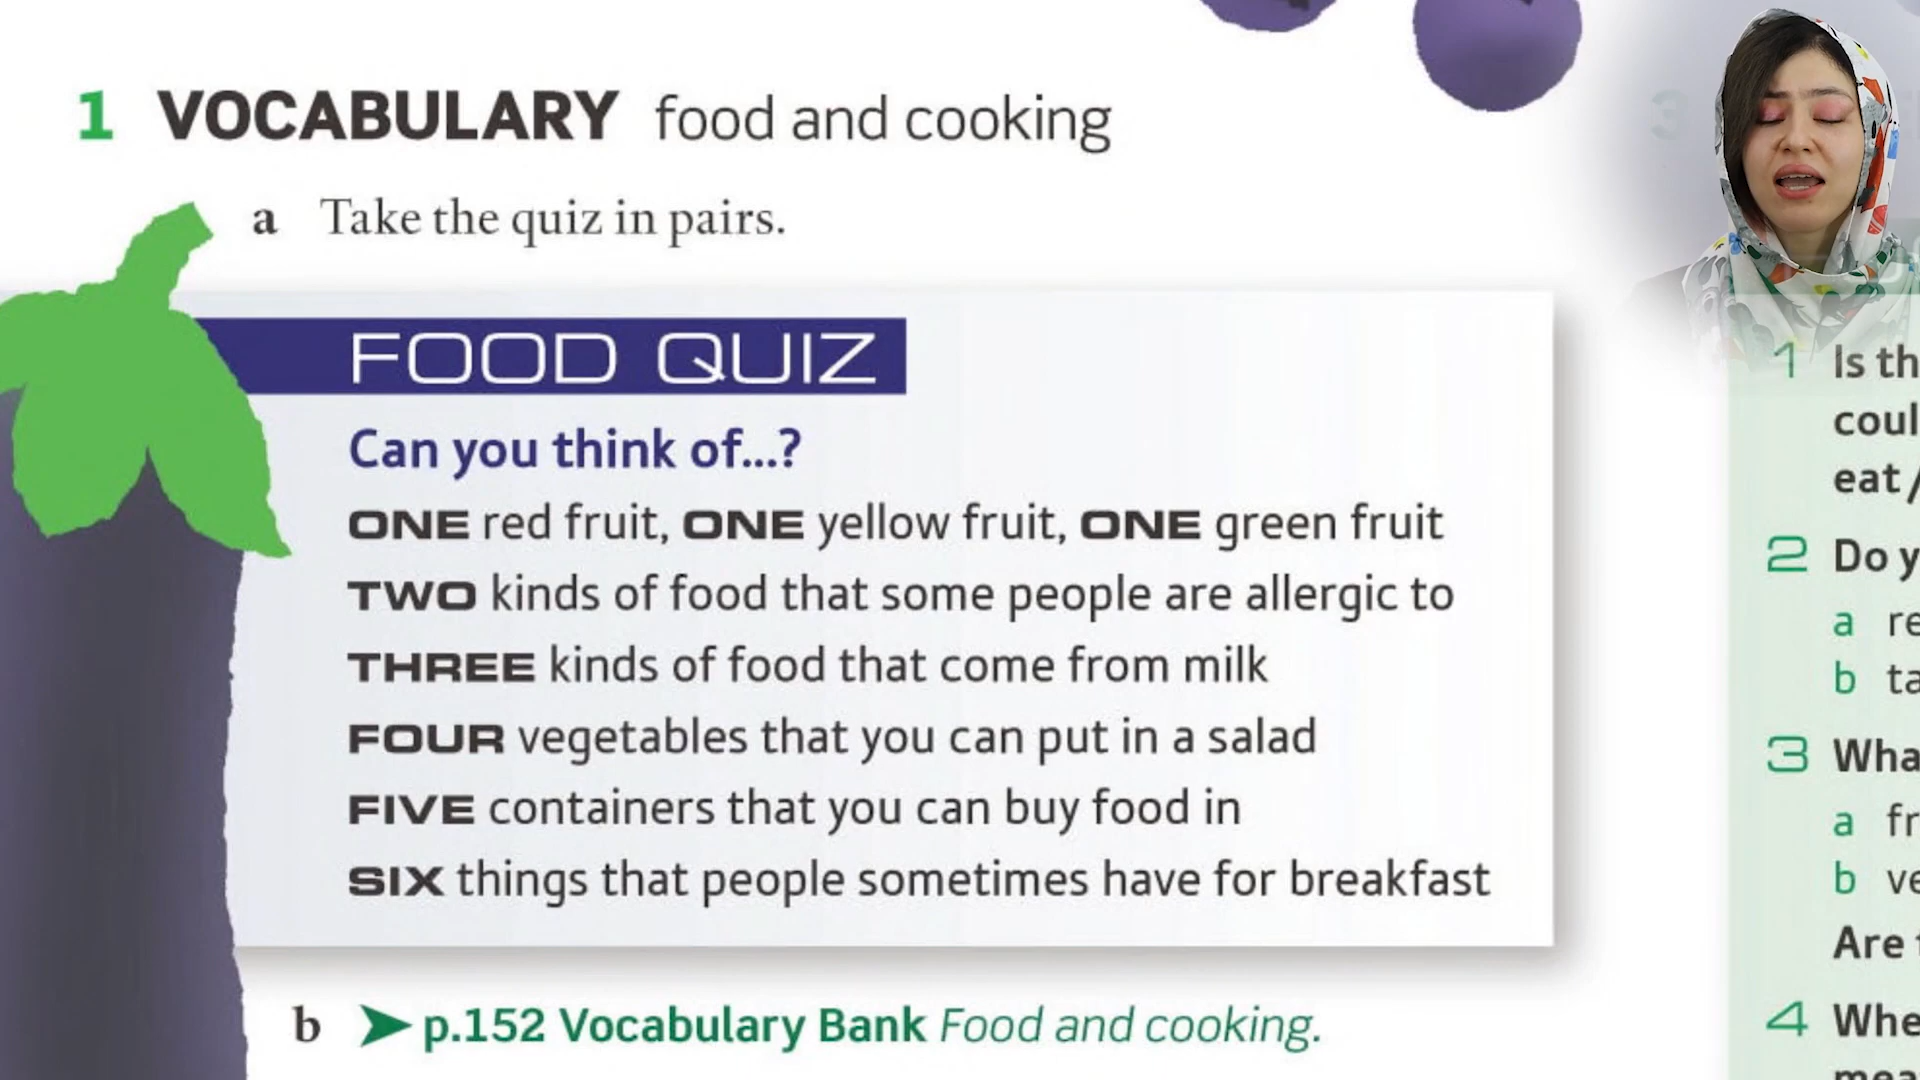 1 VOCABULARY food and cooking
a Take the quiz in pairs.
FOOD QUIZ
Can you think of...?
ONE red fruit, ONE yellow fruit, ONE green fruit
TWO kinds of food that some people are allergic to
THREE kinds of food that come from milk
FOUR vegetables that you can put in a salad
FIVE containers that you can buy food in
SIX things that people sometimes have for breakfast
b ➤ p.152 Vocabulary Bank Food and cooking.
3
1 Is th
coul
eat/
2 Do y
a re
b ta
3 Wha
a fr
b ve
Are
4 Whe